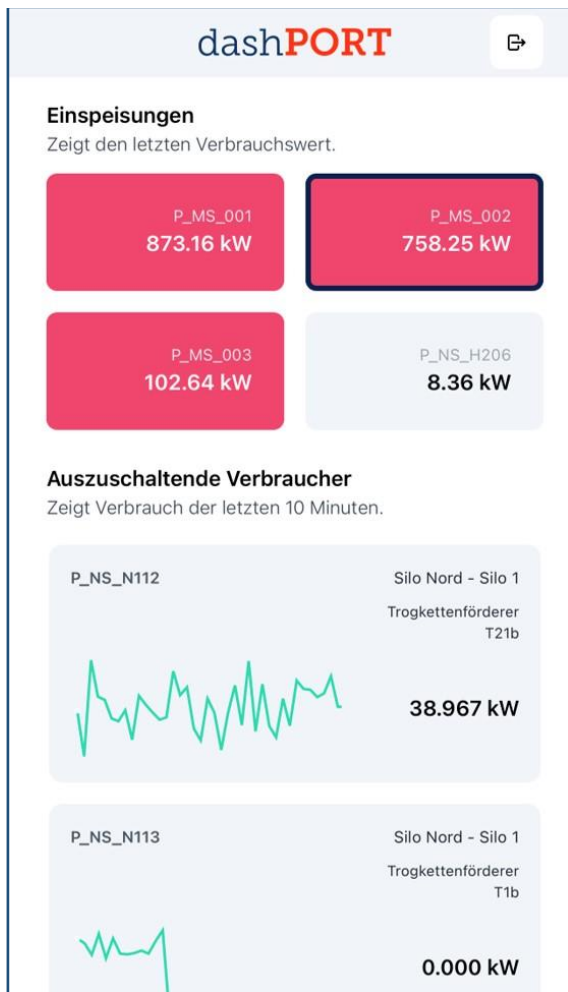 dashPORT
Einspeisungen
Zeigt den letzten Verbrauchswert.
P_MS_001
873.16 kW
P_MS_002
758.25 kW
P_MS_003
102.64 kW
P_NS_H206
8.36 kW
Auszuschaltende Verbraucher
Zeigt Verbrauch der letzten 10 Minuten.
P_NS_N112
Silo Nord - Silo 1
Trogkettenförderer
T21b
38.967 kW
P_NS_N113
Silo Nord - Silo 1
Trogkettenförderer
T1b
0.000 kW